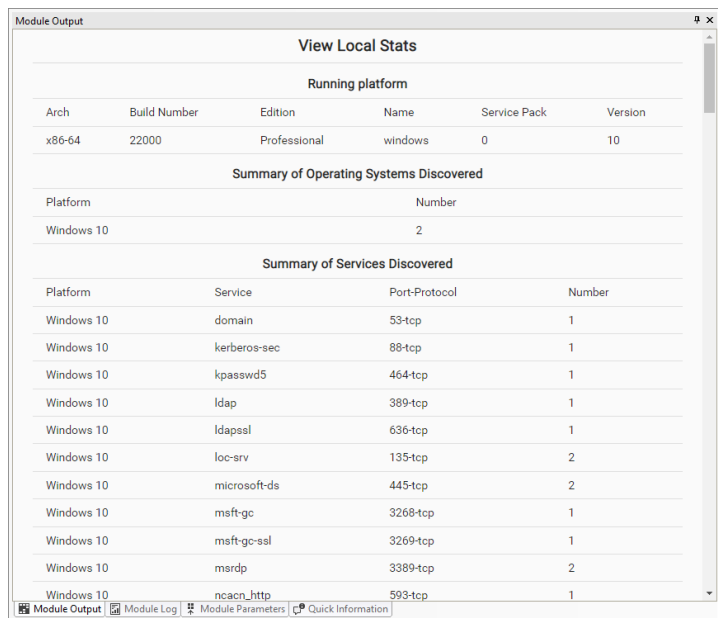 Module Output
View Local Stats
Running platform
Arch Build Number Edition Name Service Pack Version
x86-64 22000 Professional windows 0 10
Summary of Operating Systems Discovered
Platform Number
Windows 10 2
Summary of Services Discovered
Platform Service Port-Protocol Number
Windows 10 domain 53-tcp 1
Windows 10 kerberos-sec 88-tcp 1
Windows 10 kpasswd5 464-tcp 1
Windows 10 ldap 389-tcp 1
Windows 10 ldapssl 636-tcp 1
Windows 10 loc-srv 135-tcp 2
Windows 10 microsoft-ds 445-tcp 2
Windows 10 msft-gc 3268-tcp 1
Windows 10 msft-gc-ssl 3269-tcp 1
Windows 10 msrdp 3389-tcp 2
Windows 10 ncacn_http 593-tcp 1
Module Output Module Log Module Parameters Quick Information